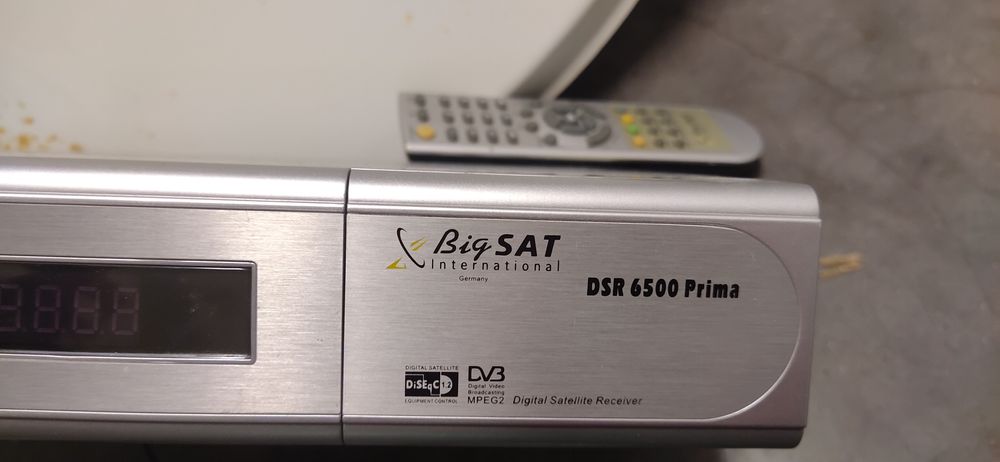 BigSAT
International
Germany
DSR 6500 Prima
DIGITAL SATELLITE
DiSEqC 1.2
EQUIPMENT CONTROL
DVB
Digital Video
Broadcasting
MPEG2 Digital Satellite Receiver